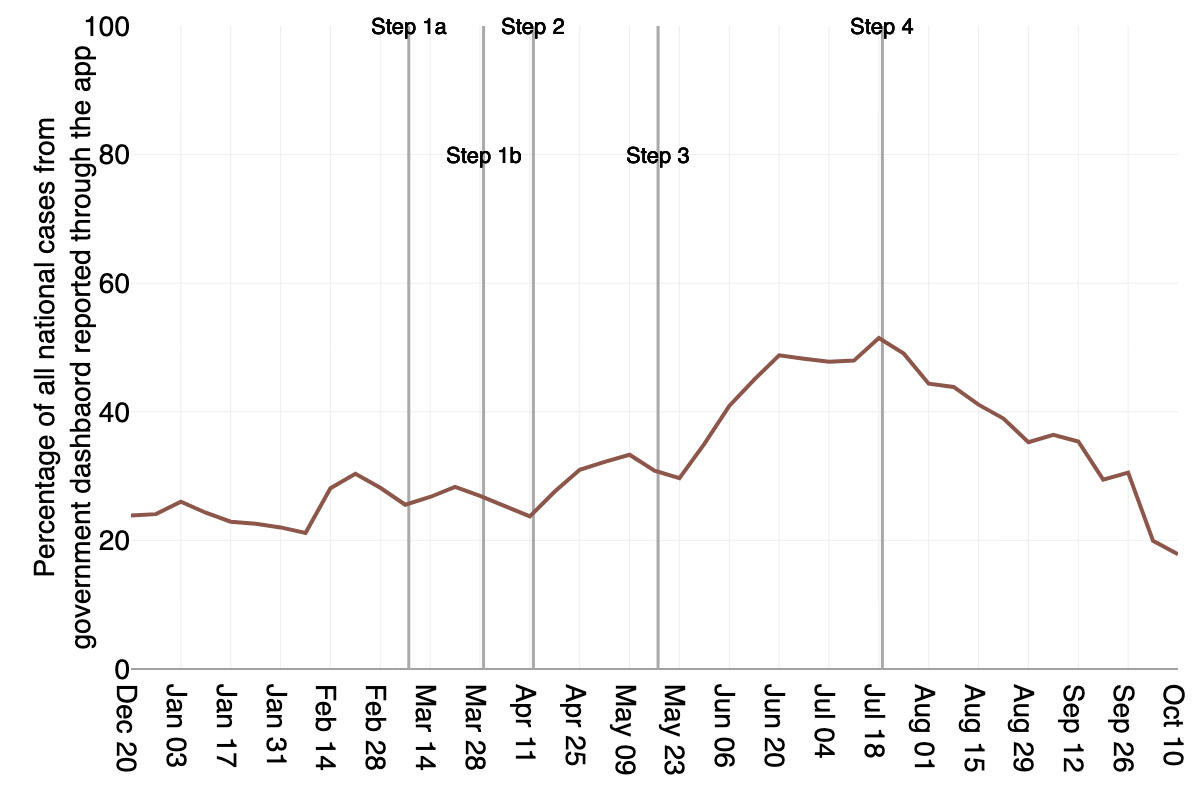 Percentage of all national cases from
government dashbaord reported through the app
100
80
60
40
20
0
Step 1a
Step 2
Step 4
Step 1b
Step 3
Dec 20
Jan 03
Jan 17
Jan 31
Feb 14
Feb 28
Mar 14
Mar 28
Apr 11
Apr 25
May 09
May 23
Jun 06
Jun 20
Jul 04
Jul 18
Aug 01
Aug 15
Aug 29
Sep 12
Sep 26
Oct 10